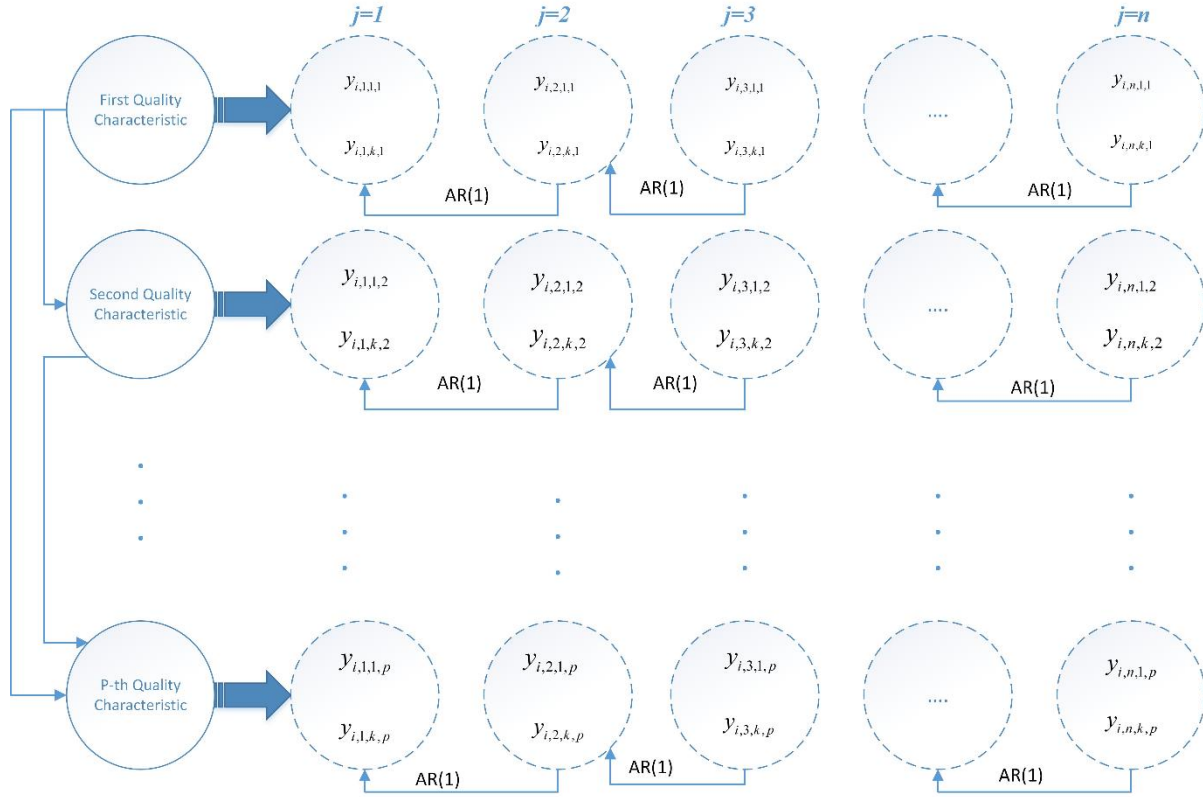 j=1 j=2 j=3 j=n
First Quality Characteristic
y_{i,1,1,1} y_{i,2,1,1} y_{i,3,1,1} .... y_{i,n,1,1}
y_{i,1,k,1} y_{i,2,k,1} y_{i,3,k,1} y_{i,n,k,1}
AR(1) AR(1) AR(1)
Second Quality Characteristic
y_{i,1,1,2} y_{i,2,1,2} y_{i,3,1,2} .... y_{i,n,1,2}
y_{i,1,k,2} y_{i,2,k,2} y_{i,3,k,2} y_{i,n,k,2}
AR(1) AR(1) AR(1)
P-th Quality Characteristic
y_{i,1,1,p} y_{i,2,1,p} y_{i,3,1,p} .... y_{i,n,1,p}
y_{i,1,k,p} y_{i,2,k,p} y_{i,3,k,p} y_{i,n,k,p}
AR(1) AR(1) AR(1)